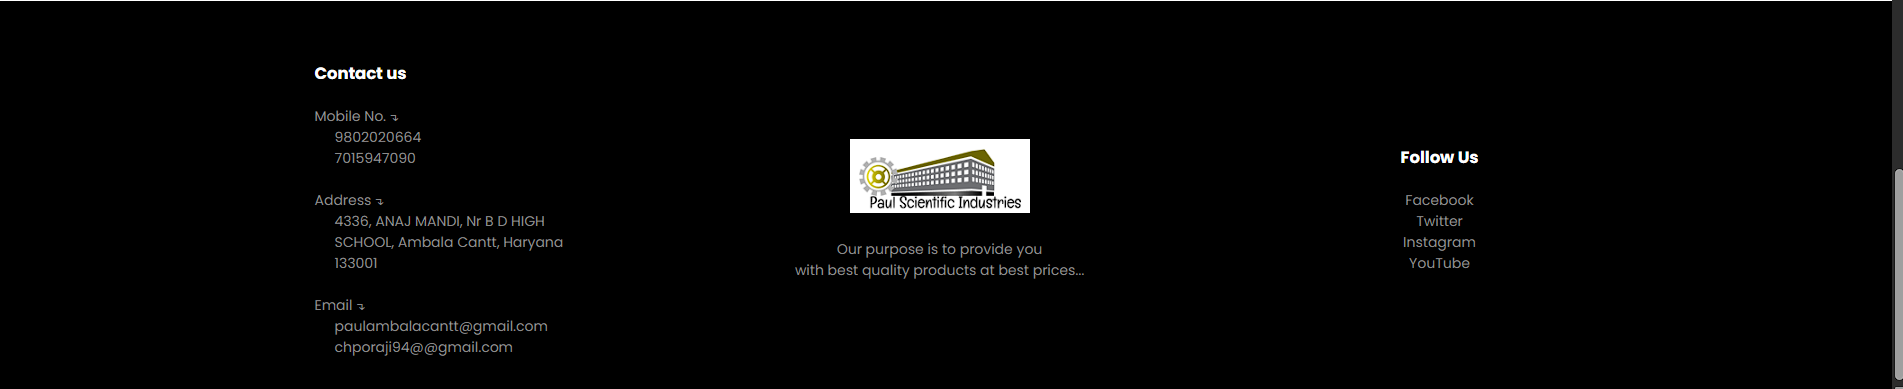 Contact us
Mobile No. ⤵
9802020664
7015947090
Address ⤵
4336, ANAJ MANDI, Nr B D HIGH
SCHOOL, Ambala Cantt, Haryana
133001
Email ⤵
paulambalacantt@gmail.com
chporaji94@@gmail.com
Paul Scientific Industries
Our purpose is to provide you
with best quality products at best prices...
Follow Us
Facebook
Twitter
Instagram
YouTube